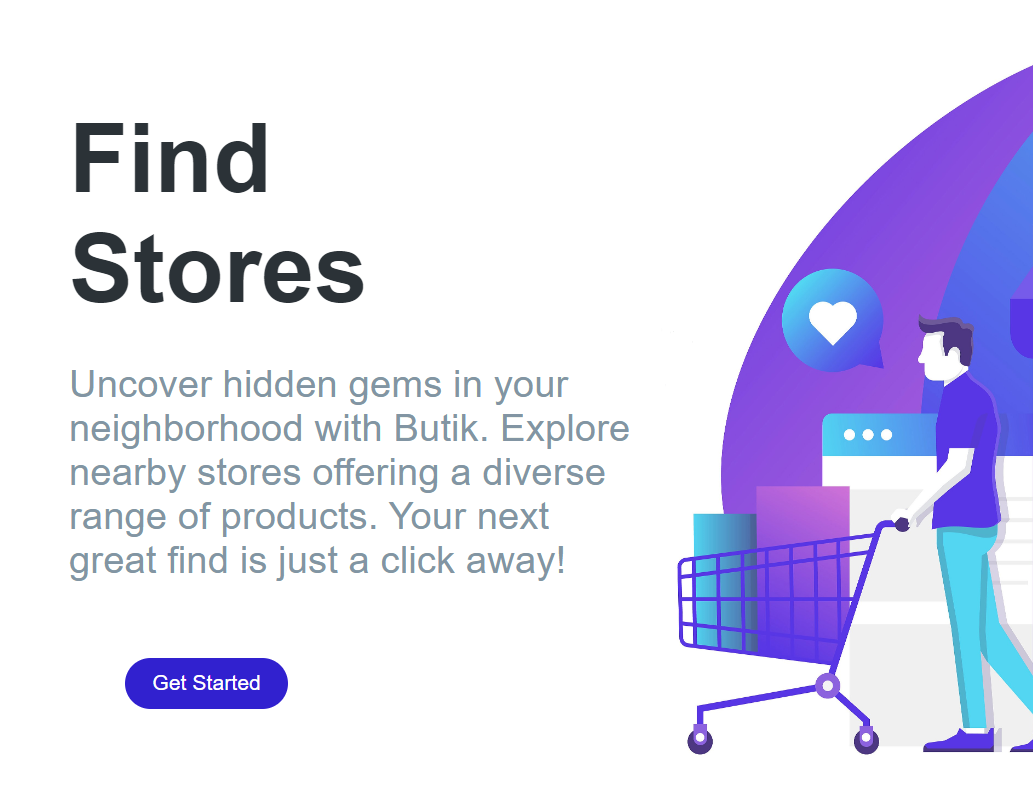 Find
Stores
Uncover hidden gems in your
neighborhood with Butik. Explore
nearby stores offering a diverse
range of products. Your next
great find is just a click away!
Get Started